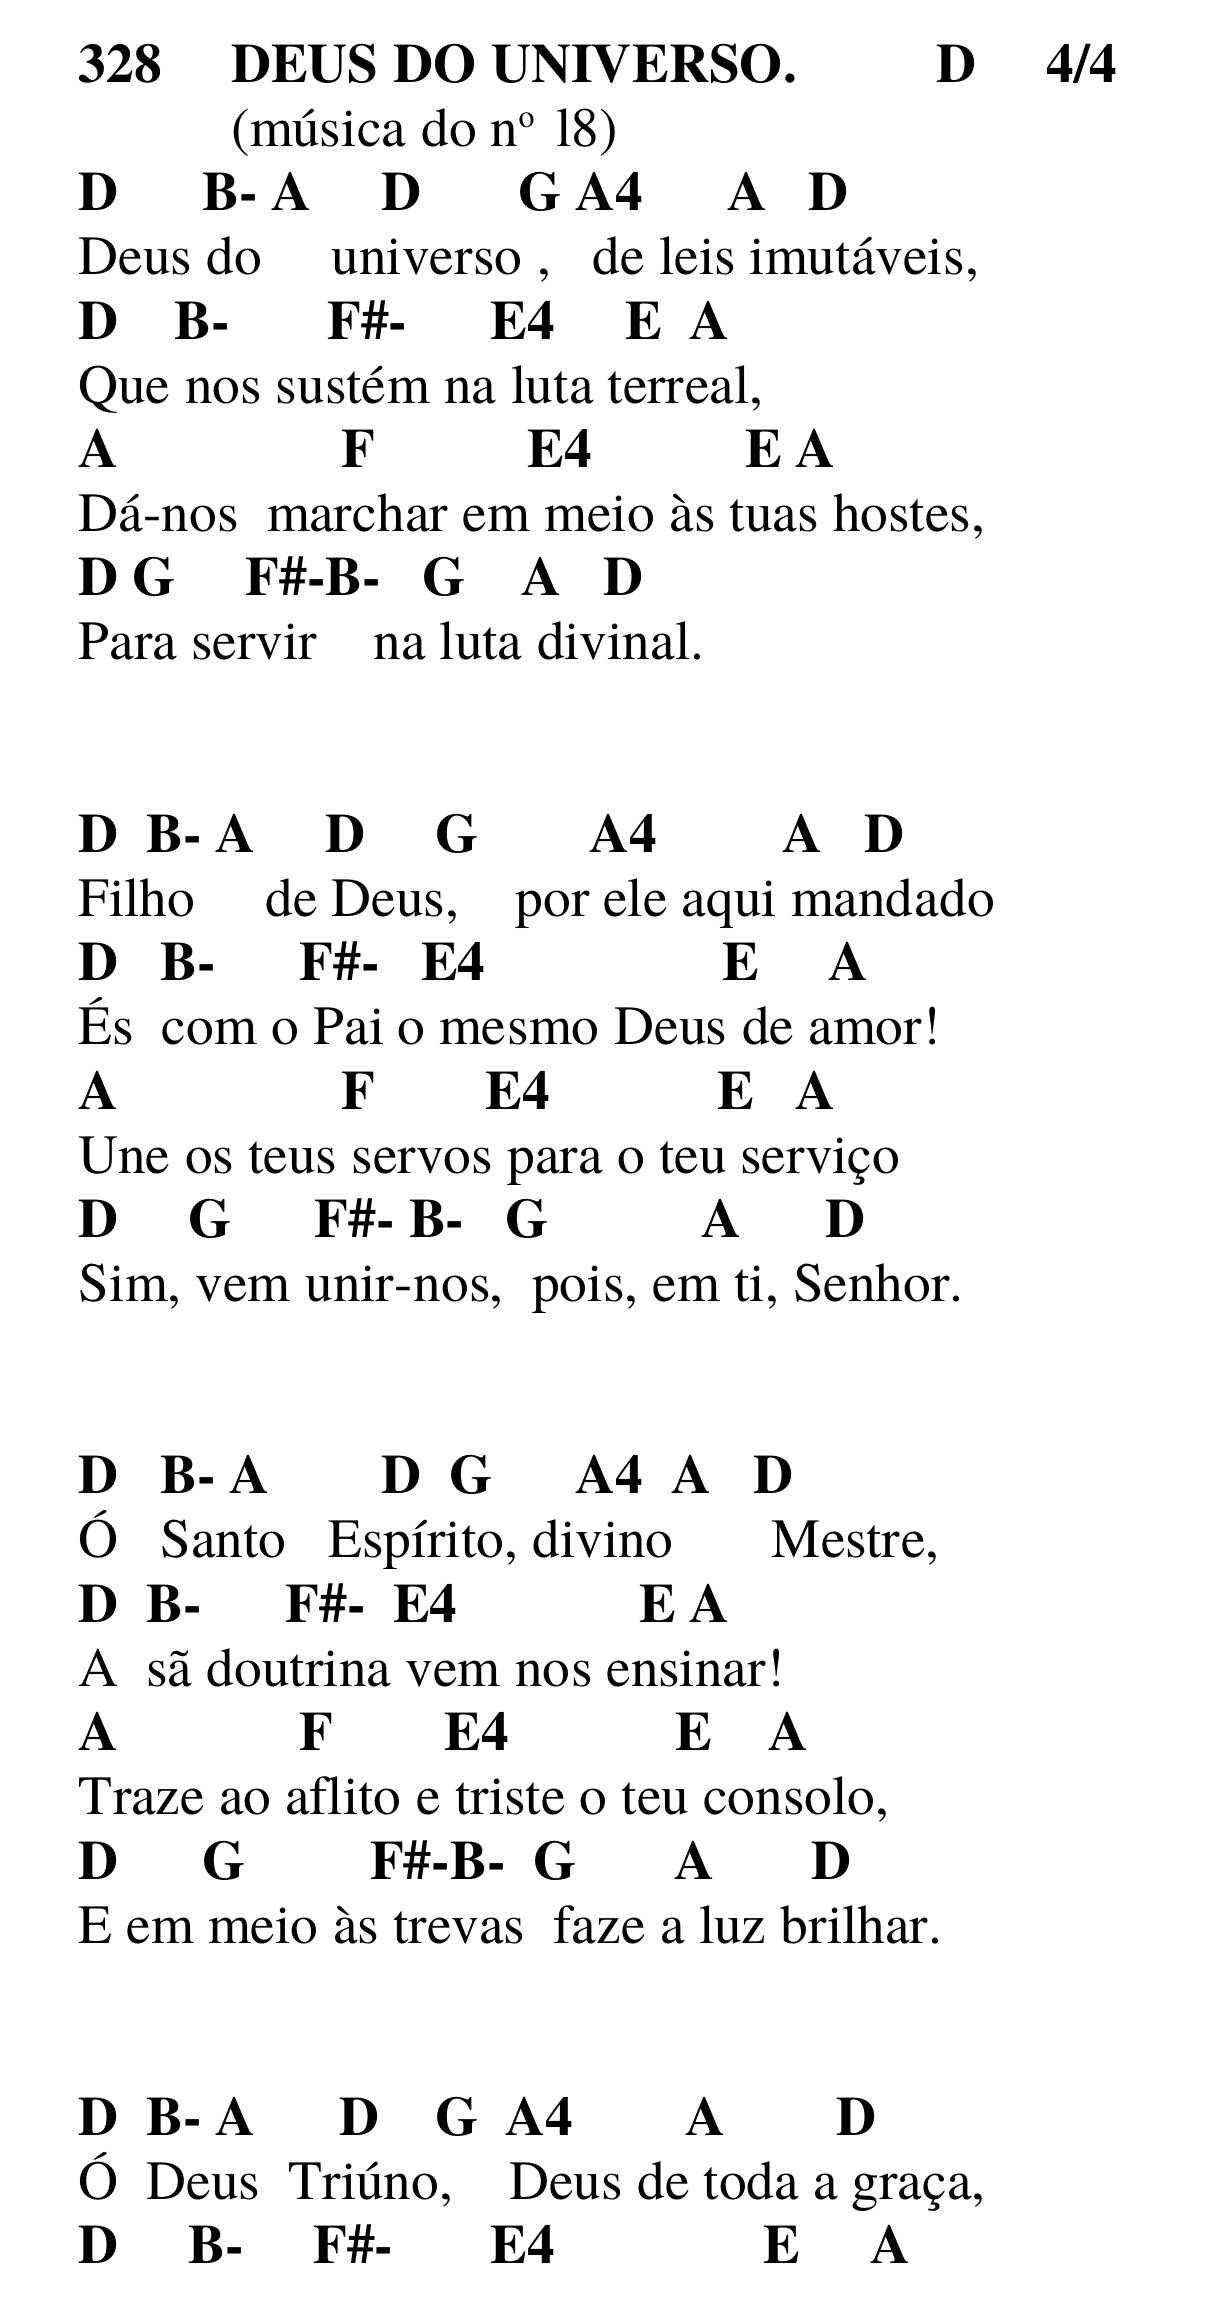 328 DEUS DO UNIVERSO. D 4/4
(música do nº l8)
D B- A D G A4 A D
Deus do universo , de leis imutáveis,
D B- F#- E4 E A
Que nos sustém na luta terreal,
A F E4 E A
Dá-nos marchar em meio às tuas hostes,
D G F#-B- G A D
Para servir na luta divinal.
D B- A D G A4 A D
Filho de Deus, por ele aqui mandado
D B- F#- E4 E A
És com o Pai o mesmo Deus de amor!
A F E4 E A
Une os teus servos para o teu serviço
D G F#- B- G A D
Sim, vem unir-nos, pois, em ti, Senhor.
D B- A D G A4 A D
Ó Santo Espírito, divino Mestre,
D B- F#- E4 E A
A sã doutrina vem nos ensinar!
A F E4 E A
Traze ao aflito e triste o teu consolo,
D G F#-B- G A D
E em meio às trevas faze a luz brilhar.
D B- A D G A4 A D
Ó Deus Triúno, Deus de toda a graça,
D B- F#- E4 E A